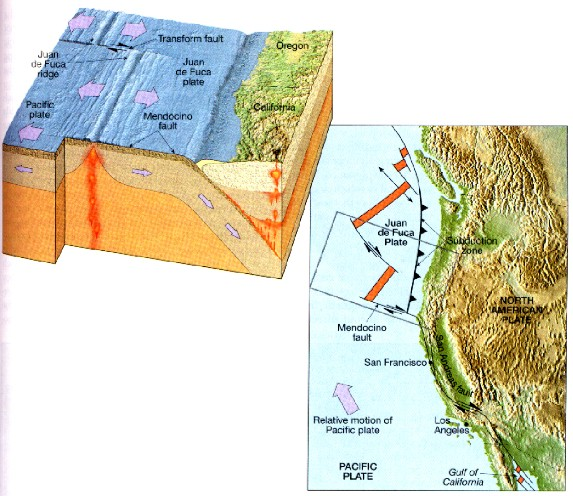 Transform fault
Oregon
Juan
de Fuca
ridge
Juan
de Fuca
plate
Pacific
plate
California
Mendocino
fault
Juan
de Fuca
Plate
Subduction
zone
NORTH
AMERICAN
PLATE
Mendocino
fault
San Andreas fault
San Francisco
Relative motion of
Pacific plate
Los
Angeles
PACIFIC
PLATE
Gulf of
California